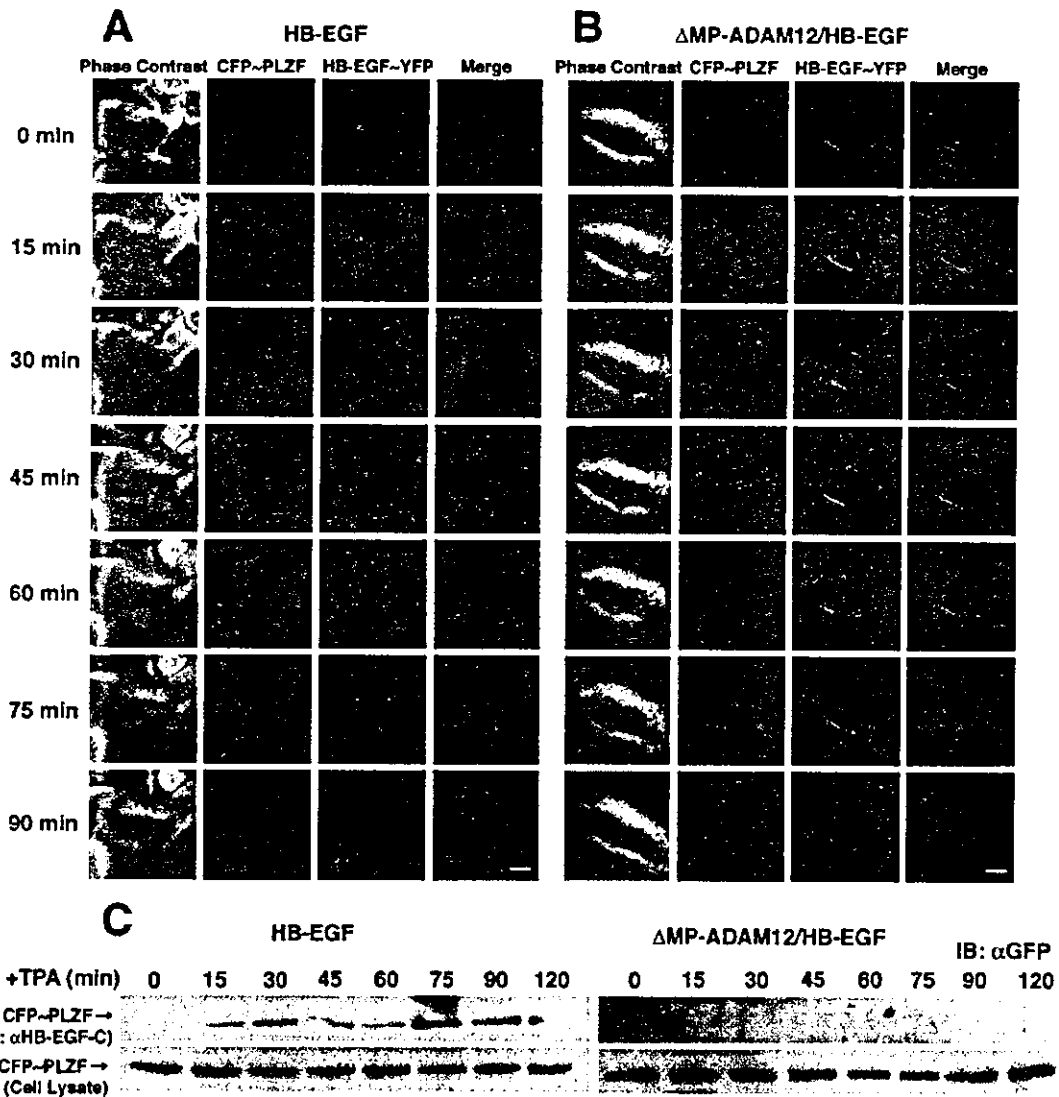 A HB-EGF B ΔMP-ADAM12/HB-EGF
Phase Contrast CFP~PLZF HB-EGF~YFP Merge Phase Contrast CFP~PLZF HB-EGF~YFP Merge
0 min
15 min
30 min
45 min
60 min
75 min
90 min
C HB-EGF ΔMP-ADAM12/HB-EGF IB: αGFP
+TPA (min) 0 15 30 45 60 75 90 120 0 15 30 45 60 75 90 120
CFP~PLZF→
: αHB-EGF-C)
CFP~PLZF→
(Cell Lysate)